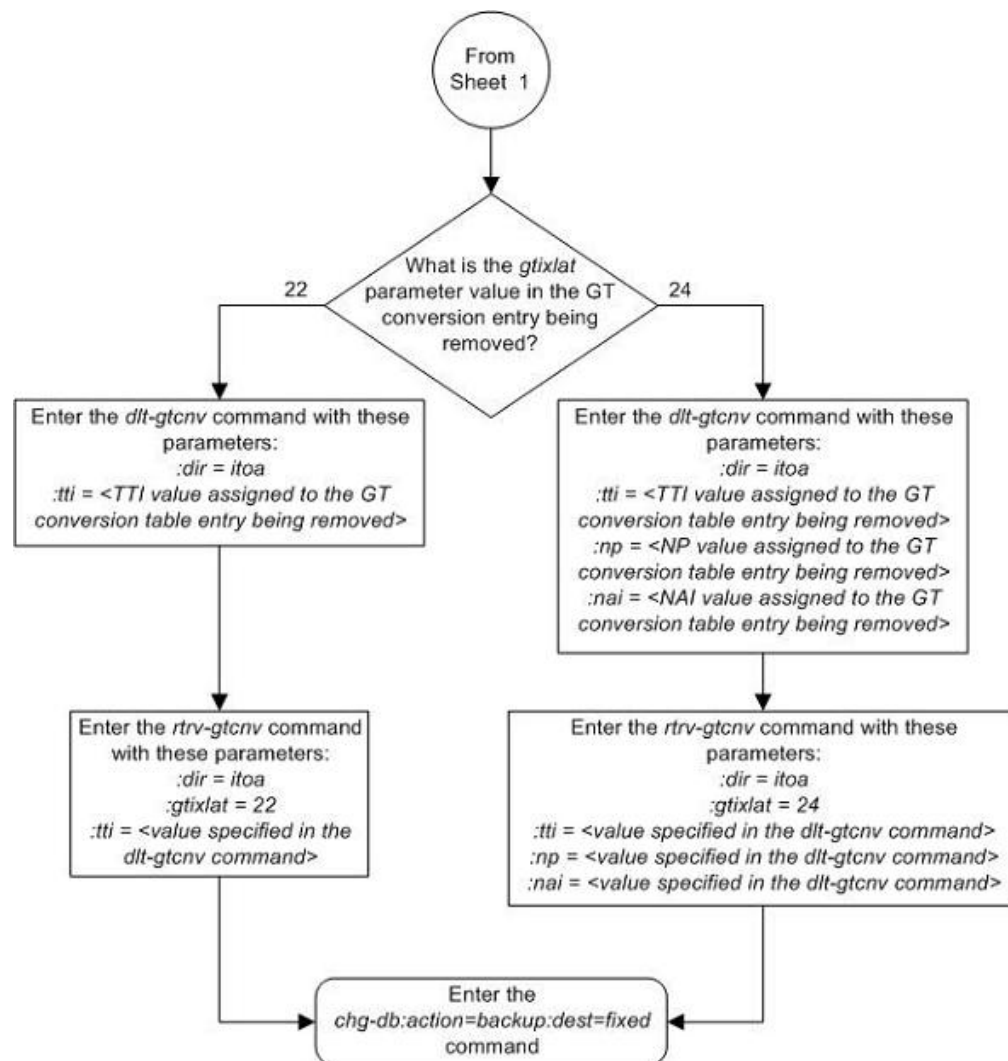 From
Sheet 1
What is the gtixlat
parameter value in the GT
conversion entry being
removed?
22
24
Enter the dlt-gtcnv command with these
parameters:
:dir = itoa
:tti = <TTI value assigned to the GT
conversion table entry being removed>
Enter the dlt-gtcnv command with these
parameters:
:dir = itoa
:tti = <TTI value assigned to the GT
conversion table entry being removed>
:np = <NP value assigned to the GT
conversion table entry being removed>
:nai = <NAI value assigned to the GT
conversion table entry being removed>
Enter the rtrv-gtcnv command
with these parameters:
:dir = itoa
:gtixlat = 22
:tti = <value specified in the
dlt-gtcnv command>
Enter the rtrv-gtcnv command with these
parameters:
:dir = itoa
:gtixlat = 24
:tti = <value specified in the dlt-gtcnv command>
:np = <value specified in the dlt-gtcnv command>
:nai = <value specified in the dlt-gtcnv command>
Enter the
chg-db:action=backup:dest=fixed
command